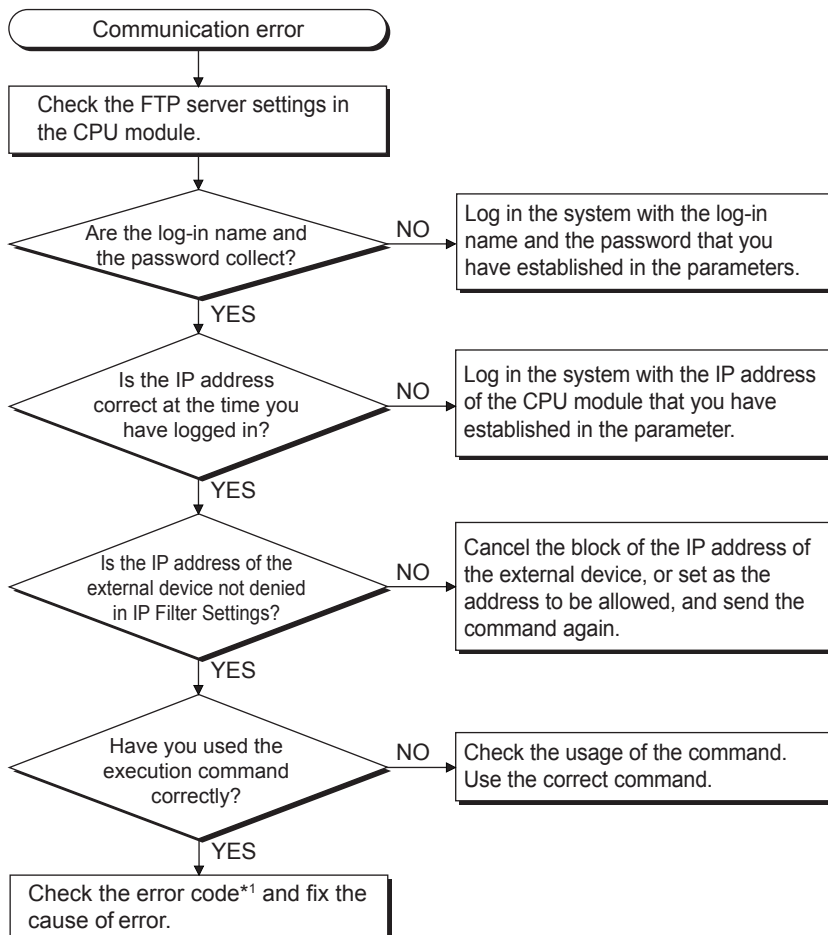 Communication error
Check the FTP server settings in
the CPU module.
Are the log-in name and
the password collect?
NO
Log in the system with the log-in
name and the password that you
have established in the parameters.
YES
Is the IP address
correct at the time you
have logged in?
NO
Log in the system with the IP address
of the CPU module that you have
established in the parameter.
YES
Is the IP address of the
external device not denied
in IP Filter Settings?
NO
Cancel the block of the IP address of
the external device, or set as the
address to be allowed, and send the
command again.
YES
Have you used the
execution command
correctly?
NO
Check the usage of the command.
Use the correct command.
YES
Check the error code*1 and fix the
cause of error.